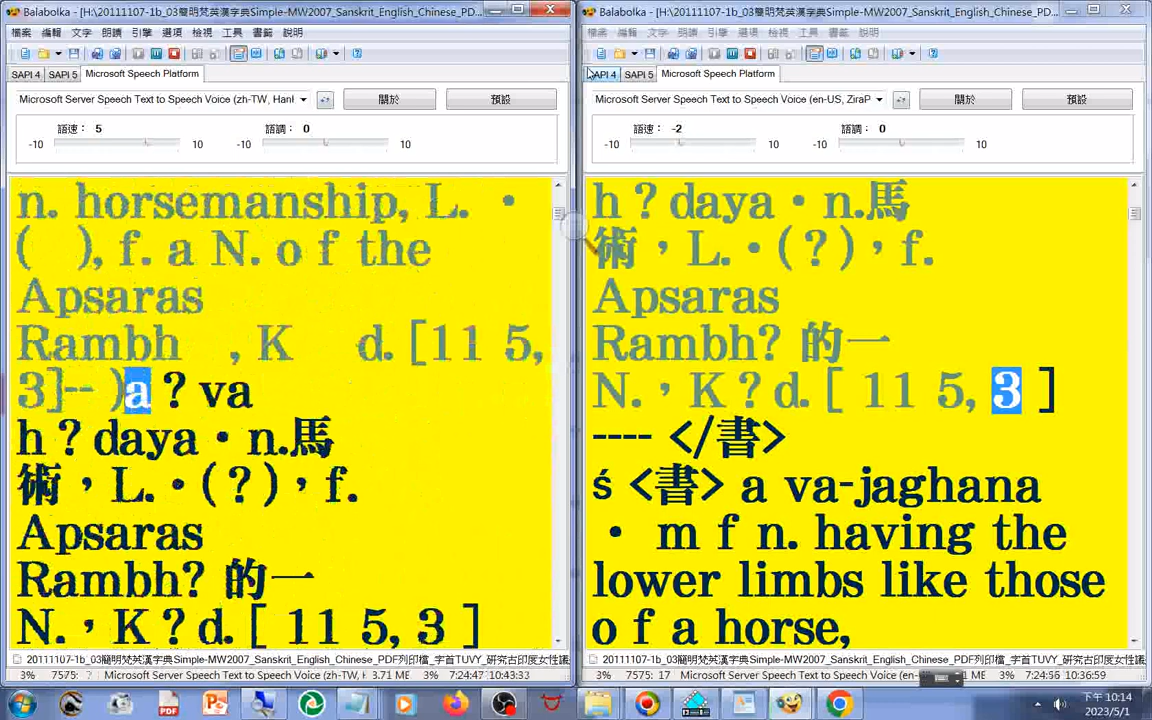 Balabolka - [H:\20111107-1b_03簡明梵英漢字典Simple-MW2007_Sanskrit_English_Chinese_PD...
檔案 編輯 文字 朗讀 引擎 選項 檢視 工具 書籤 說明
SAPI 4 SAPI 5 Microsoft Speech Platform
Microsoft Server Speech Text to Speech Voice (zh-TW, Han
關於 預設
語速： 5 語調： 0
-10 10 -10 10
n. horsemanship, L. •
( ), f. a N. o f the
Apsaras
Rambh , K d. [11 5,
3]-- )a ? va
h ? daya • n.馬
術，L. • ( ? )，f.
Apsaras
Rambh? 的一
N.，K ? d. [ 11 5, 3 ]
20111107-1b_03簡明梵英漢字典Simple-MW2007_Sanskrit_English_Chinese_PDF列印檔_字首TUVY_研究古印度女性議
3% 7575: ? Microsoft Server Speech Text to Speech Voice (zh-TW, 3.71 ME 3% 7:24:47 10:43:33
Balabolka - [H:\20111107-1b_03簡明梵英漢字典Simple-MW2007_Sanskrit_English_Chinese_PD...
檔案 編輯 文字 朗讀 引擎 選項 檢視 工具 書籤 說明
SAPI 4 SAPI 5 Microsoft Speech Platform
Microsoft Server Speech Text to Speech Voice (en-US, ZiraP
關於 預設
語速： -2 語調： 0
-10 10 -10 10
h ? daya • n.馬
術，L. • ( ? )，f.
Apsaras
Rambh? 的一
N.，K ? d. [ 11 5, 3 ]
---- </書>
ś <書> a va-jaghana
• m f n. having the
lower limbs like those
o f a horse,
20111107-1b_03簡明梵英漢字典Simple-MW2007_Sanskrit_English_Chinese_PDF列印檔_字首TUVY_研究古印度女性議
3% 7575: 17 Microsoft Server Speech Text to Speech Voice (en-US, 3% 7:24:56 10:36:59
下午 10:14
2023/5/1